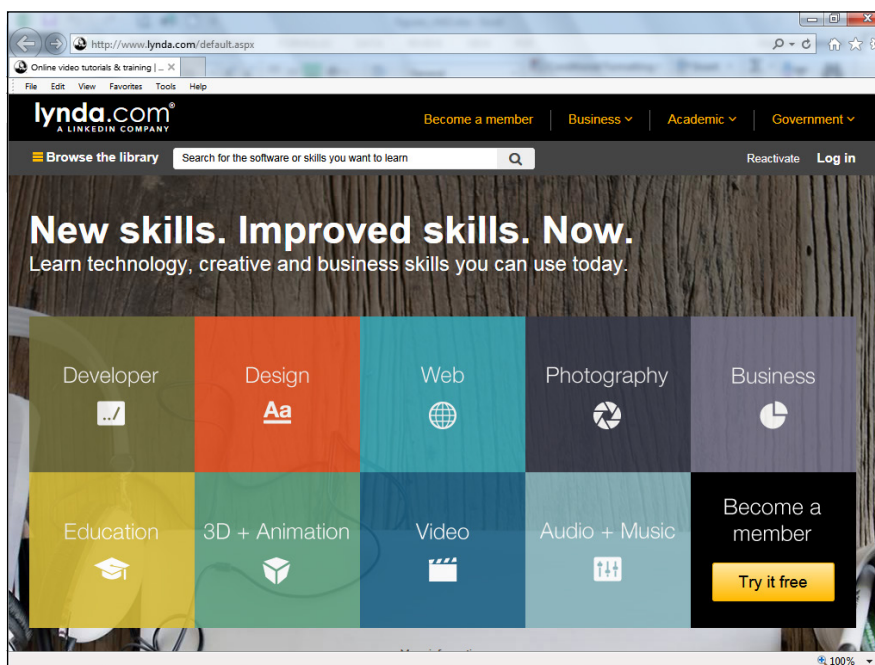 http://www.lynda.com/default.aspx
Online video tutorials & training | ...
File Edit View Favorites Tools Help
lynda.com®
A LINKEDIN COMPANY
Become a member Business Academic Government
Browse the library Search for the software or skills you want to learn Reactivate Log in
New skills. Improved skills. Now.
Learn technology, creative and business skills you can use today.
Developer Design Web Photography Business
../ Aa
Education 3D + Animation Video Audio + Music Become a
member
Try it free
100%